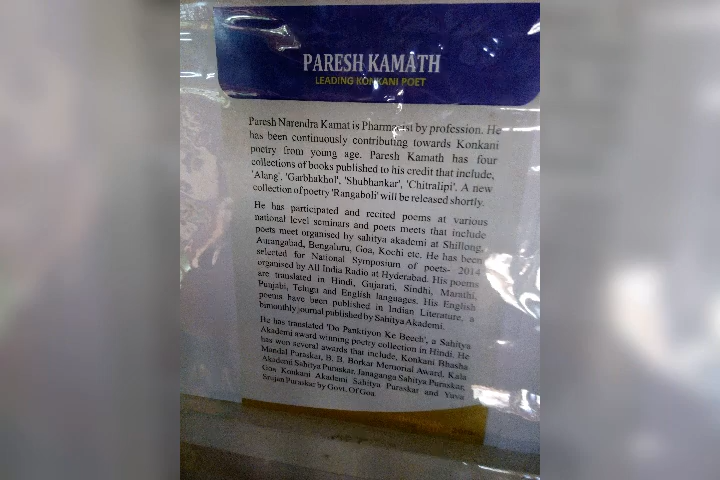 PARESH KAMATH
LEADING KONKANI POET
Paresh Narendra Kamat is Pharmacist by profession. He
has been continuously contributing towards Konkani
poetry from young age. Paresh Kamath has four
collections of books published to his credit that include,
'Alang', 'Garbhakhol', 'Shubhankar', 'Chitralipi'. A new
collection of poetry 'Rangaboli' will be released shortly.
He has participated and recited poems at various
national level seminars and poets meets that include
poets meet organised by sahitya akademi at Shillong,
Aurangabad, Bengaluru, Goa, Kochi etc. He has been
selected for National Symposium of poets- 2014
organised by All India Radio at Hyderabad. His poems
are translated in Hindi, Gujarati, Sindhi, Marathi,
Punjabi, Telugu and English languages. His English
poems have been published in Indian Literature, a
bimonthly journal published by Sahitya Akademi.
He has translated 'Do Panktiyon Ke Beech', a Sahitya
Akademi award winning poetry collection in Hindi. He
has won several awards that include, Konkani Bhasha
Mandal Puraskar, B. B. Borkar Memorial Award, Kala
Akademi Sahitya Puraskar, Janaganga Sahitya Puraskar,
Goa Konkani Akademi Sahitya Puraskar and Yuva
Srujan Puraskar by Govt. Of Goa.